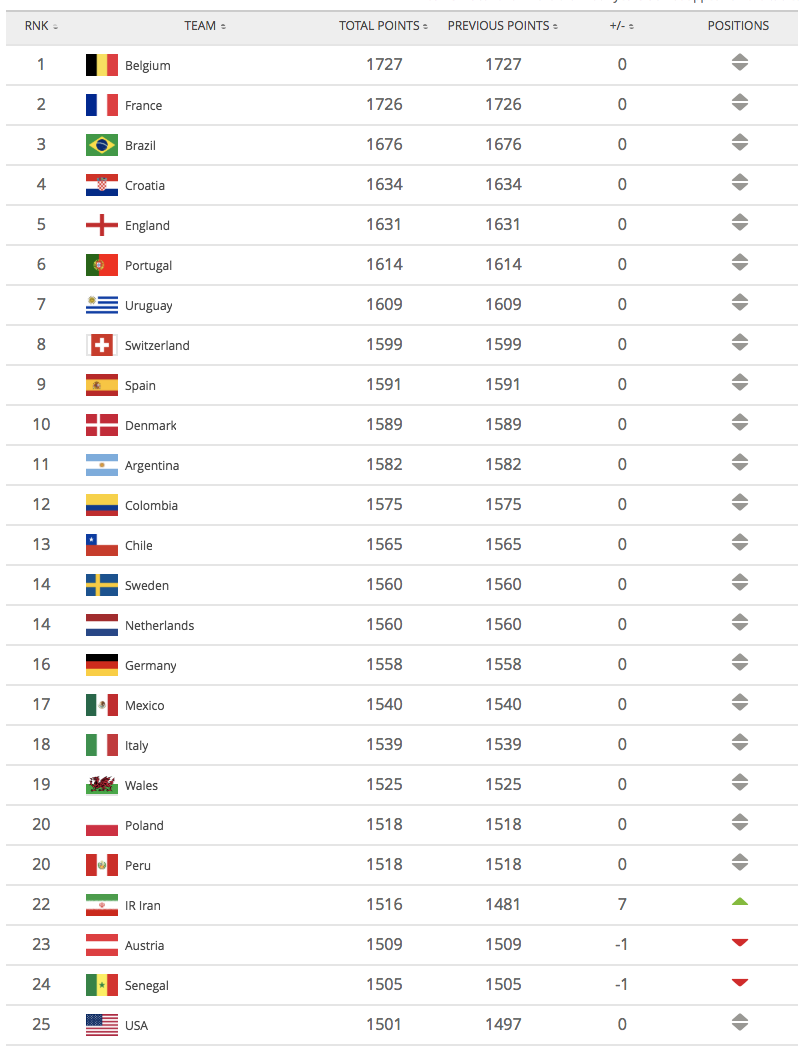 RNK TEAM TOTAL POINTS PREVIOUS POINTS +/- POSITIONS
1 Belgium 1727 1727 0
2 France 1726 1726 0
3 Brazil 1676 1676 0
4 Croatia 1634 1634 0
5 England 1631 1631 0
6 Portugal 1614 1614 0
7 Uruguay 1609 1609 0
8 Switzerland 1599 1599 0
9 Spain 1591 1591 0
10 Denmark 1589 1589 0
11 Argentina 1582 1582 0
12 Colombia 1575 1575 0
13 Chile 1565 1565 0
14 Sweden 1560 1560 0
14 Netherlands 1560 1560 0
16 Germany 1558 1558 0
17 Mexico 1540 1540 0
18 Italy 1539 1539 0
19 Wales 1525 1525 0
20 Poland 1518 1518 0
20 Peru 1518 1518 0
22 IR Iran 1516 1481 7
23 Austria 1509 1509 -1
24 Senegal 1505 1505 -1
25 USA 1501 1497 0